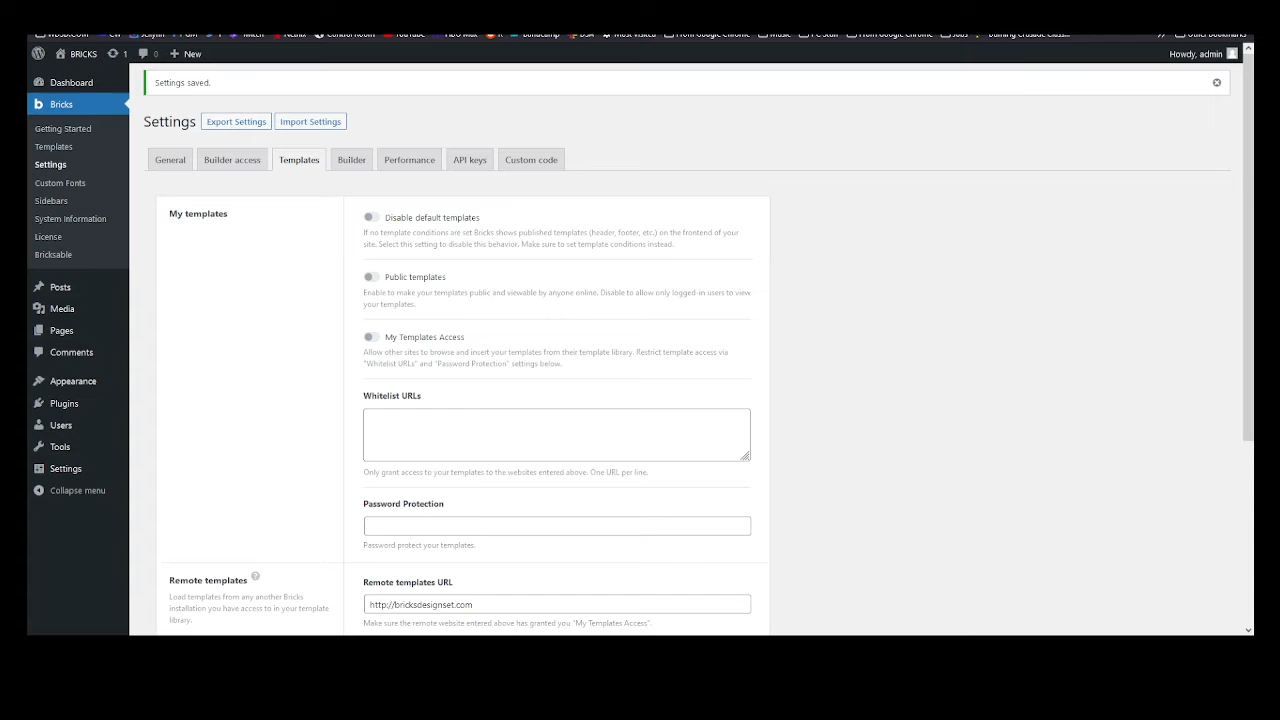 BRICKS
1
0
New
Howdy, admin
Dashboard
Bricks
Getting Started
Templates
Settings
Custom Fonts
Sidebars
System Information
License
Bricksable
Posts
Media
Pages
Comments
Appearance
Plugins
Users
Tools
Settings
Collapse menu
Settings saved.
Settings
Export Settings
Import Settings
General
Builder access
Templates
Builder
Performance
API keys
Custom code
My templates
Disable default templates
If no template conditions are set Bricks shows published templates (header, footer, etc.) on the frontend of your
site. Select this setting to disable this behavior. Make sure to set template conditions instead.
Public templates
Enable to make your templates public and viewable by anyone online. Disable to allow only logged-in users to view
your templates.
My Templates Access
Allow other sites to browse and insert your templates from their template library. Restrict template access via
"Whitelist URLs" and "Password Protection" settings below.
Whitelist URLs
Only grant access to your templates to the websites entered above. One URL per line.
Password Protection
Password protect your templates.
Remote templates
Load templates from any another Bricks
installation you have access to in your template
library.
Remote templates URL
http://bricksdesignset.com
Make sure the remote website entered above has granted you "My Templates Access".